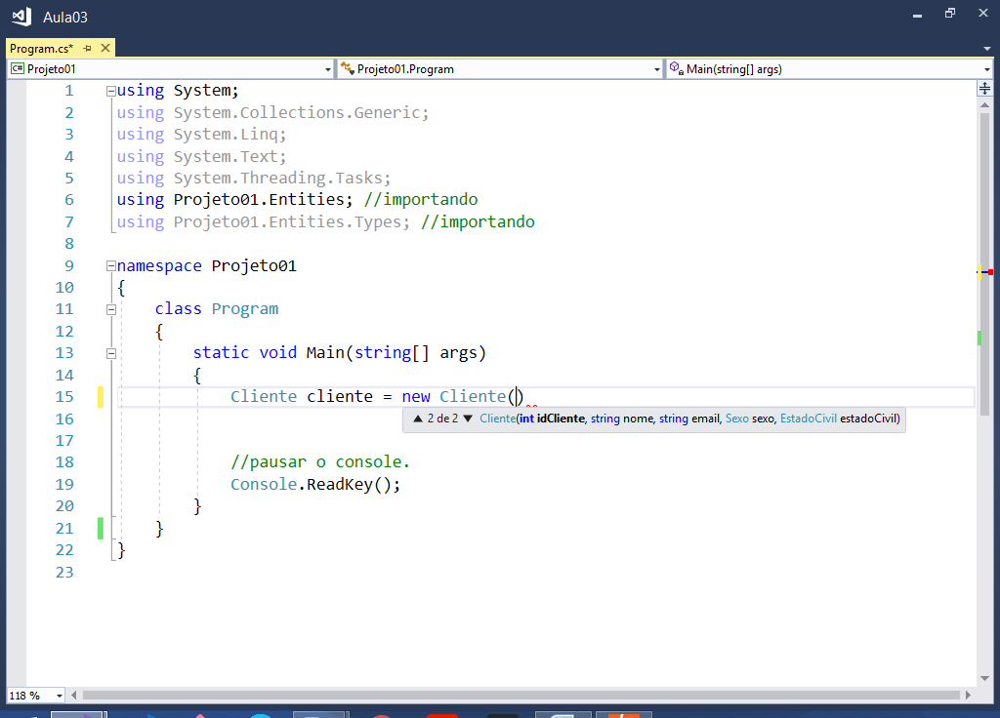 Aula03
Program.cs*
C# Projeto01 Projeto01.Program Main(string[] args)
1 using System;
2 using System.Collections.Generic;
3 using System.Linq;
4 using System.Text;
5 using System.Threading.Tasks;
6 using Projeto01.Entities; //importando
7 using Projeto01.Entities.Types; //importando
8
9 namespace Projeto01
10 {
11 class Program
12 {
13 static void Main(string[] args)
14 {
15 Cliente cliente = new Cliente()
16 ▲ 2 de 2 ▼ Cliente(int idCliente, string nome, string email, Sexo sexo, EstadoCivil estadoCivil)
17
18 //pausar o console.
19 Console.ReadKey();
20 }
21 }
22 }
23
118 %